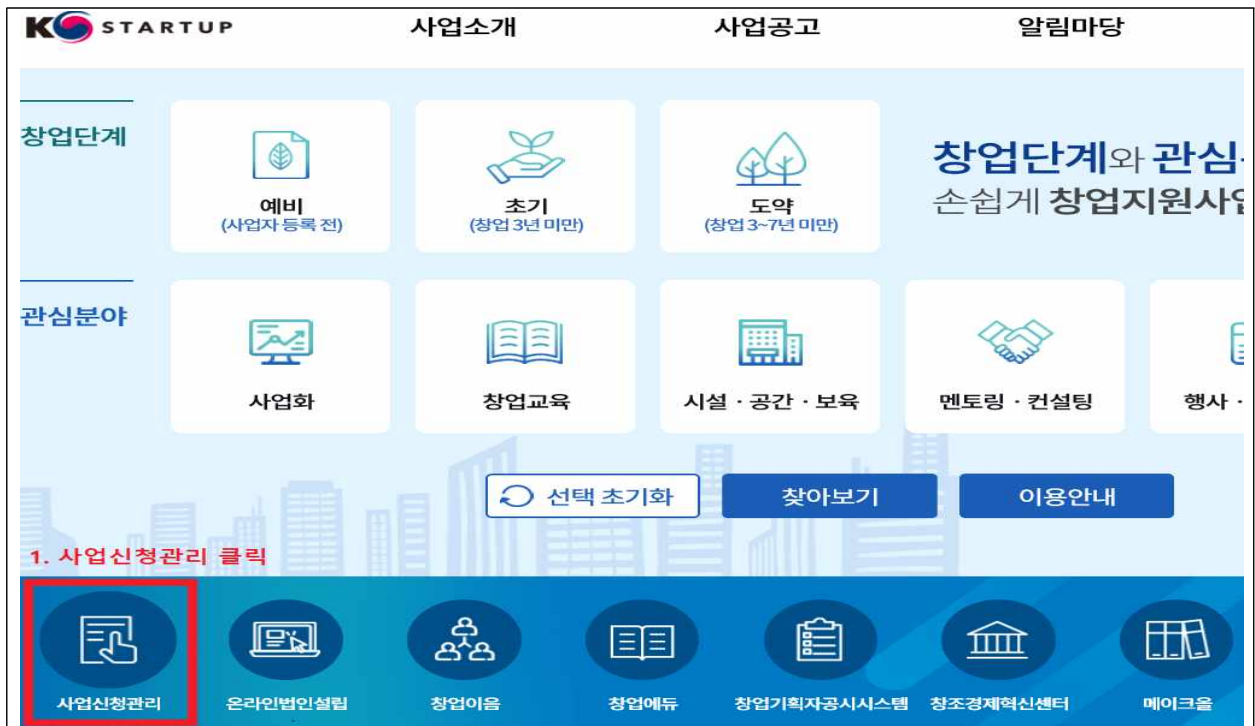 K STARTUP 사업소개 사업공고 알림마당
창업단계
예비
(사업자 등록 전)
초기
(창업 3년 미만)
도약
(창업 3~7년 미만)
창업단계와 관심
손쉽게 창업지원사업
관심분야
사업화
창업교육
시설 · 공간 · 보육
멘토링 · 컨설팅
행사 ·
선택 초기화
찾아보기
이용안내
1. 사업신청관리 클릭
사업신청관리
온라인법인설립
창업이음
창업에듀
창업기획자공시시스템
창조경제혁신센터
메이크올